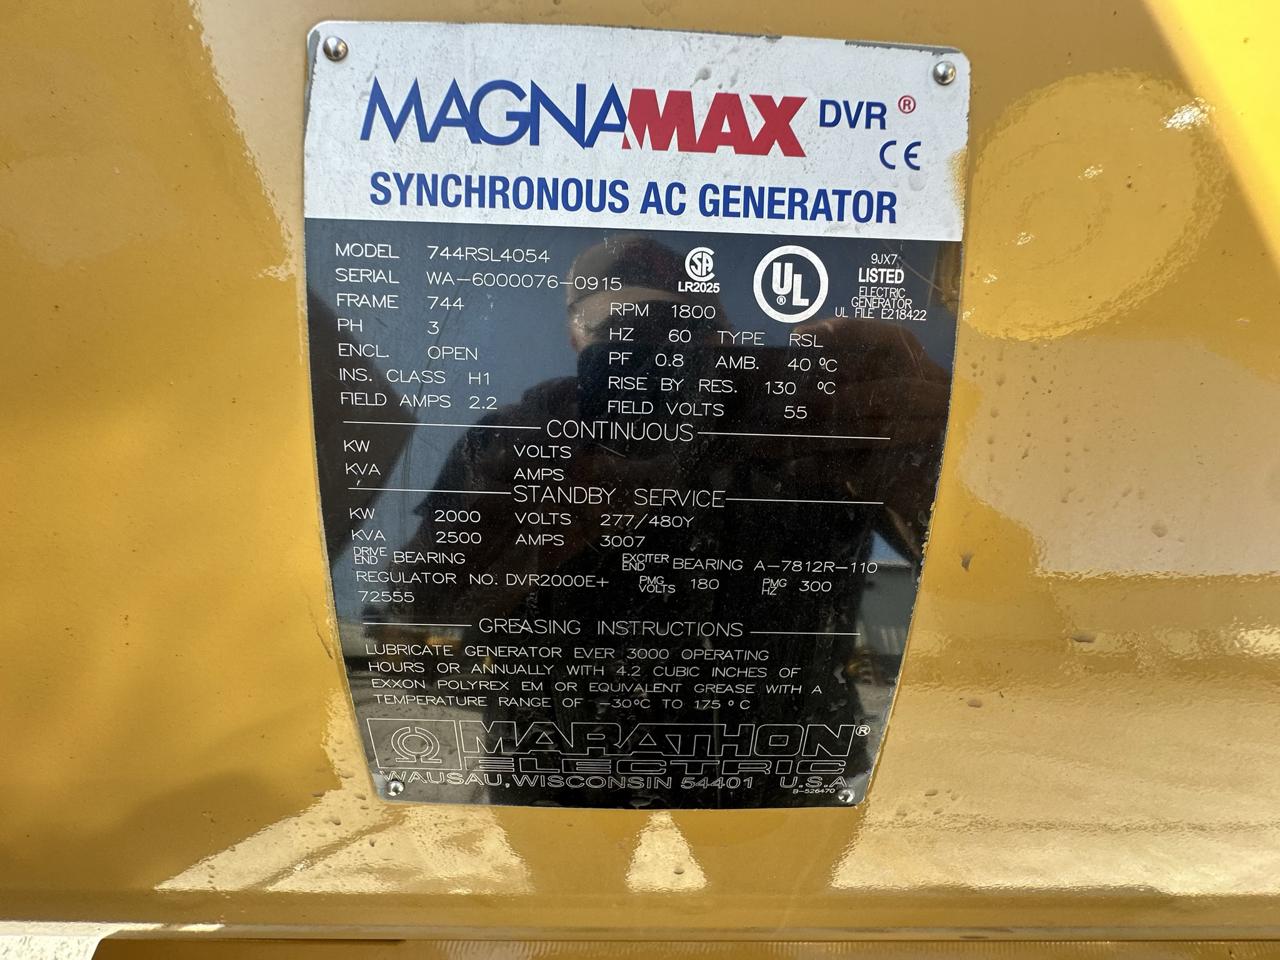 MAGNAMAX DVR ®
CE
SYNCHRONOUS AC GENERATOR
MODEL 744RSL4054
SERIAL WA-6000076-0915
FRAME 744
PH 3
ENCL. OPEN
INS. CLASS H1
FIELD AMPS 2.2
SA
LR2025
UL ®
9JX7
LISTED
ELECTRIC
GENERATOR
UL FILE E218422
RPM 1800
HZ 60 TYPE RSL
PF 0.8 AMB. 40 °C
RISE BY RES. 130 °C
FIELD VOLTS 55
CONTINUOUS
KW VOLTS
KVA AMPS
STANDBY SERVICE
KW 2000 VOLTS 277/480Y
KVA 2500 AMPS 3007
DRIVE END BEARING EXCITER END BEARING A-7812R-110
REGULATOR NO. DVR2000E+ PMG VOLTS 180 PMG HZ 300
72555
GREASING INSTRUCTIONS
LUBRICATE GENERATOR EVER 3000 OPERATING
HOURS OR ANNUALLY WITH 4.2 CUBIC INCHES OF
EXXON POLYREX EM OR EQUIVALENT GREASE WITH A
TEMPERATURE RANGE OF -30°C TO 175 ° C
MARATHON ®
ELECTRIC
WAUSAU, WISCONSIN 54401 U.S.A
B-526470